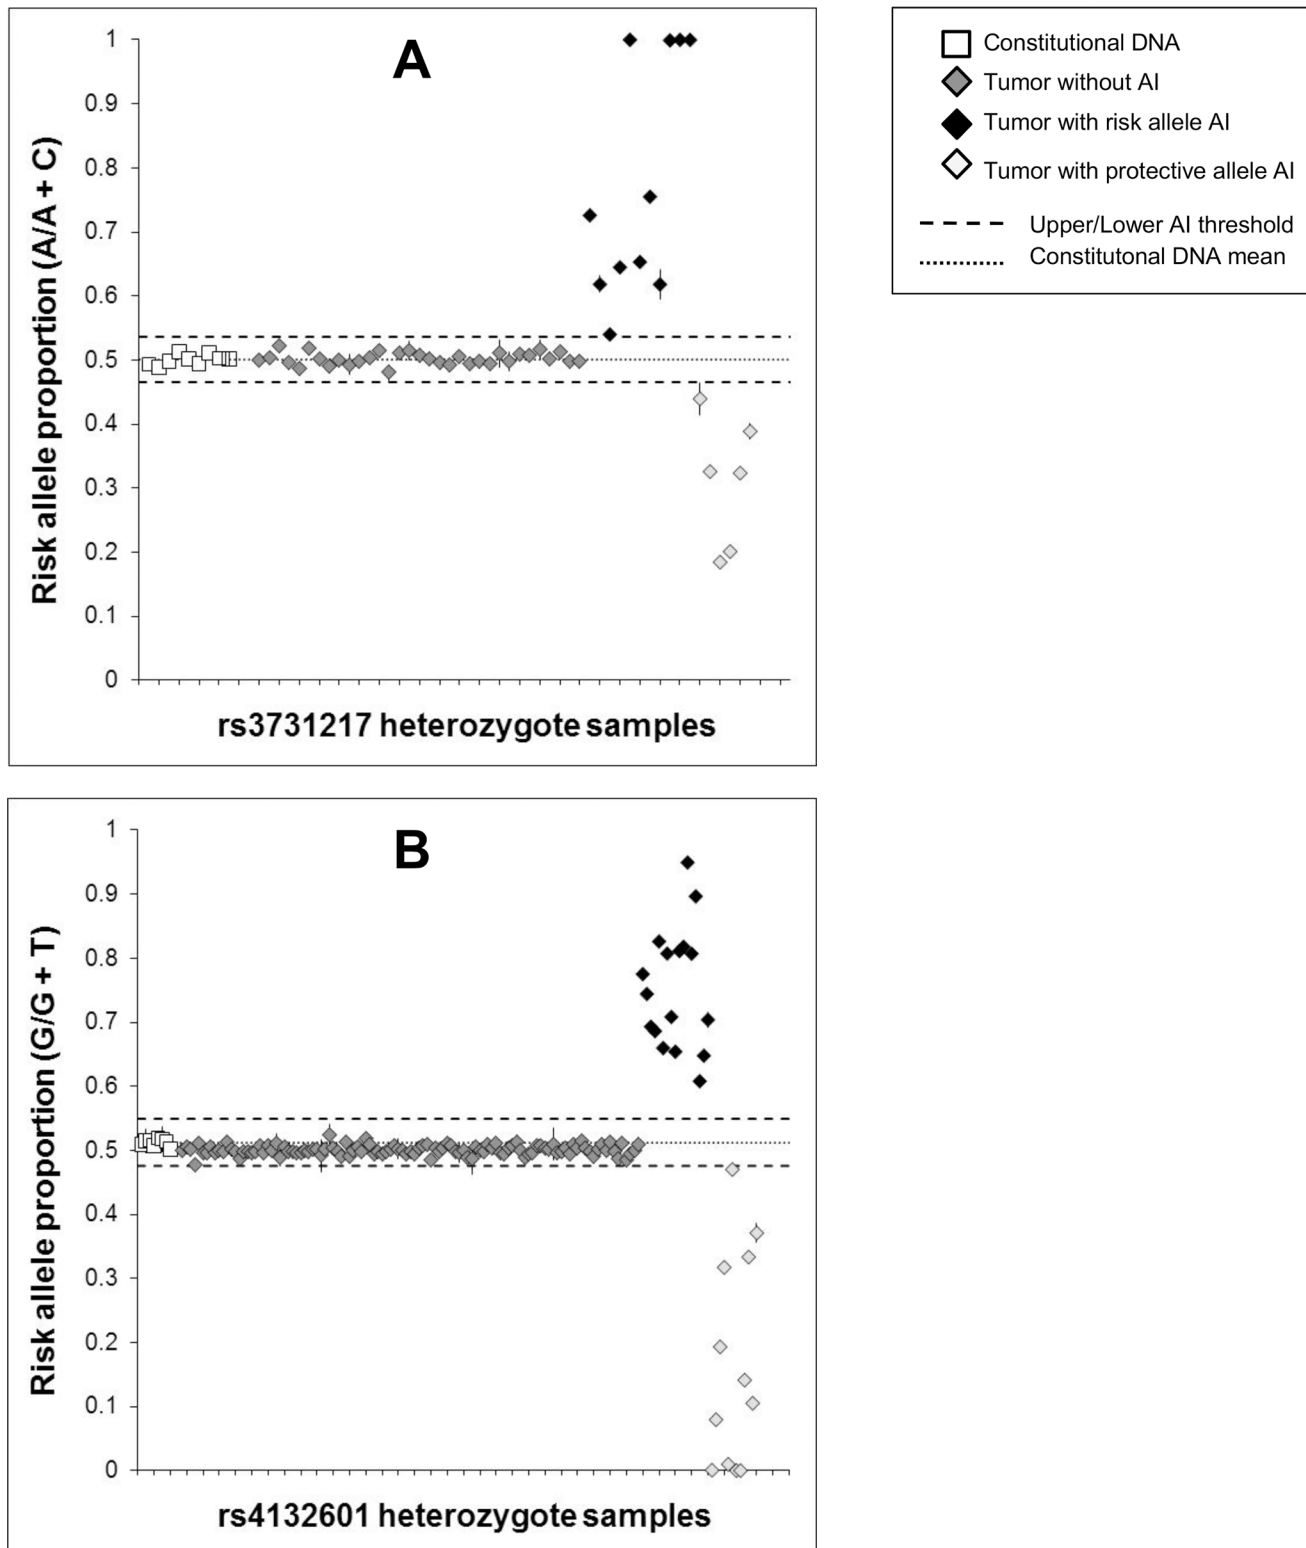 A
Risk allele proportion (A/A + C)
1
0.9
0.8
0.7
0.6
0.5
0.4
0.3
0.2
0.1
0
rs3731217 heterozygote samples
Constitutional DNA
Tumor without AI
Tumor with risk allele AI
Tumor with protective allele AI
Upper/Lower AI threshold
Constitutonal DNA mean
B
Risk allele proportion (G/G + T)
1
0.9
0.8
0.7
0.6
0.5
0.4
0.3
0.2
0.1
0
rs4132601 heterozygote samples